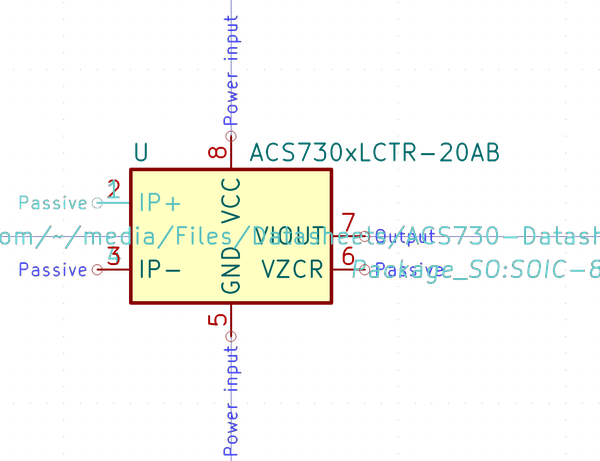 Power input
U
8
ACS730xLCTR-20AB
Passive
2
1
IP+
VCC
om/~/media/Files/Datasheets/ACS730-Datash
VIOUT
7
Output
Passive
3
IP-
GND
VZCR
6
Passive
Package_SO:SOIC-8
5
Power input